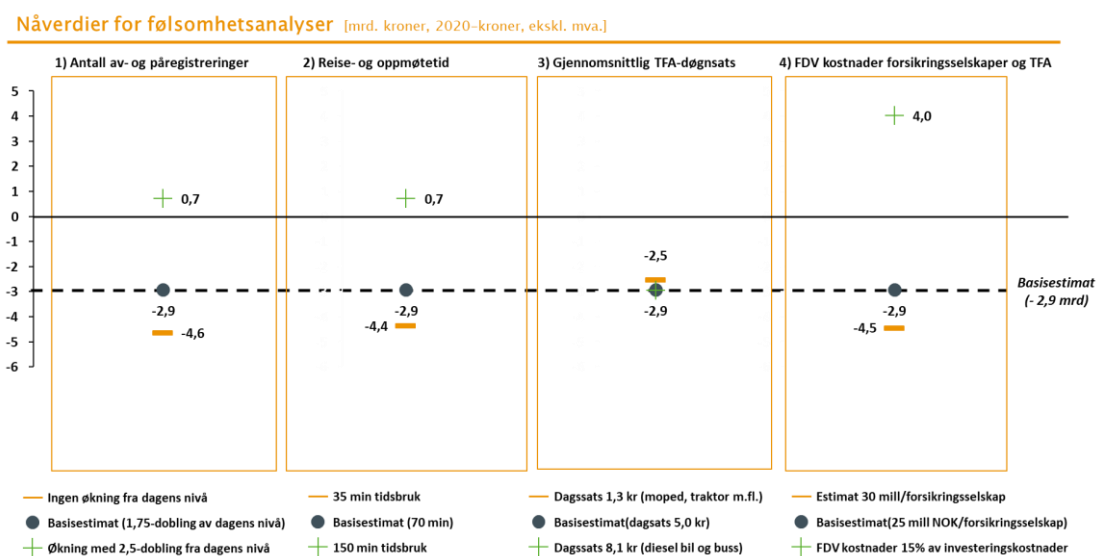 Nåverdier for følsomhetsanalyser [mrd. kroner, 2020-kroner, ekskl. mva.]
1) Antall av- og påregistreringer
2) Reise- og oppmøtetid
3) Gjennomsnittlig TFA-døgnsats
4) FDV kostnader forsikringsselskaper og TFA
5
4
3
2
1
0
-1
-2
-3
-4
-5
-6
0,7
-2,9
-4,6
0,7
-2,9
-4,4
-2,5
-2,9
4,0
-2,9
-4,5
Basisestimat
(- 2,9 mrd)
Ingen økning fra dagens nivå
Basisestimat (1,75-dobling av dagens nivå)
Økning med 2,5-dobling fra dagens nivå
35 min tidsbruk
Basisestimat (70 min)
150 min tidsbruk
Dagssats 1,3 kr (moped, traktor m.fl.)
Basisestimat(dagsats 5,0 kr)
Dagssats 8,1 kr (diesel bil og buss)
Estimat 30 mill/forsikringsselskap
Basisestimat(25 mill NOK/forsikringsselskap)
FDV kostnader 15% av investeringskostnader